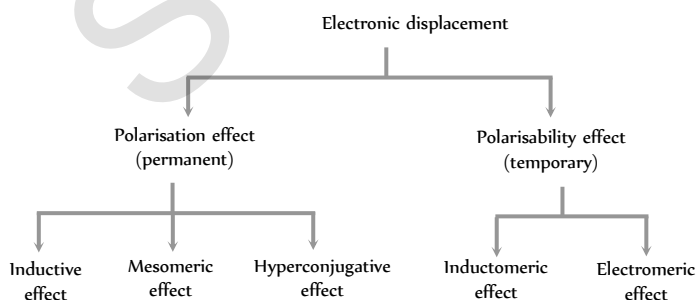 Electronic displacement
Polarisation effect
(permanent)
Polarisability effect
(temporary)
Inductive
effect
Mesomeric
effect
Hyperconjugative
effect
Inductomeric
effect
Electromeric
effect